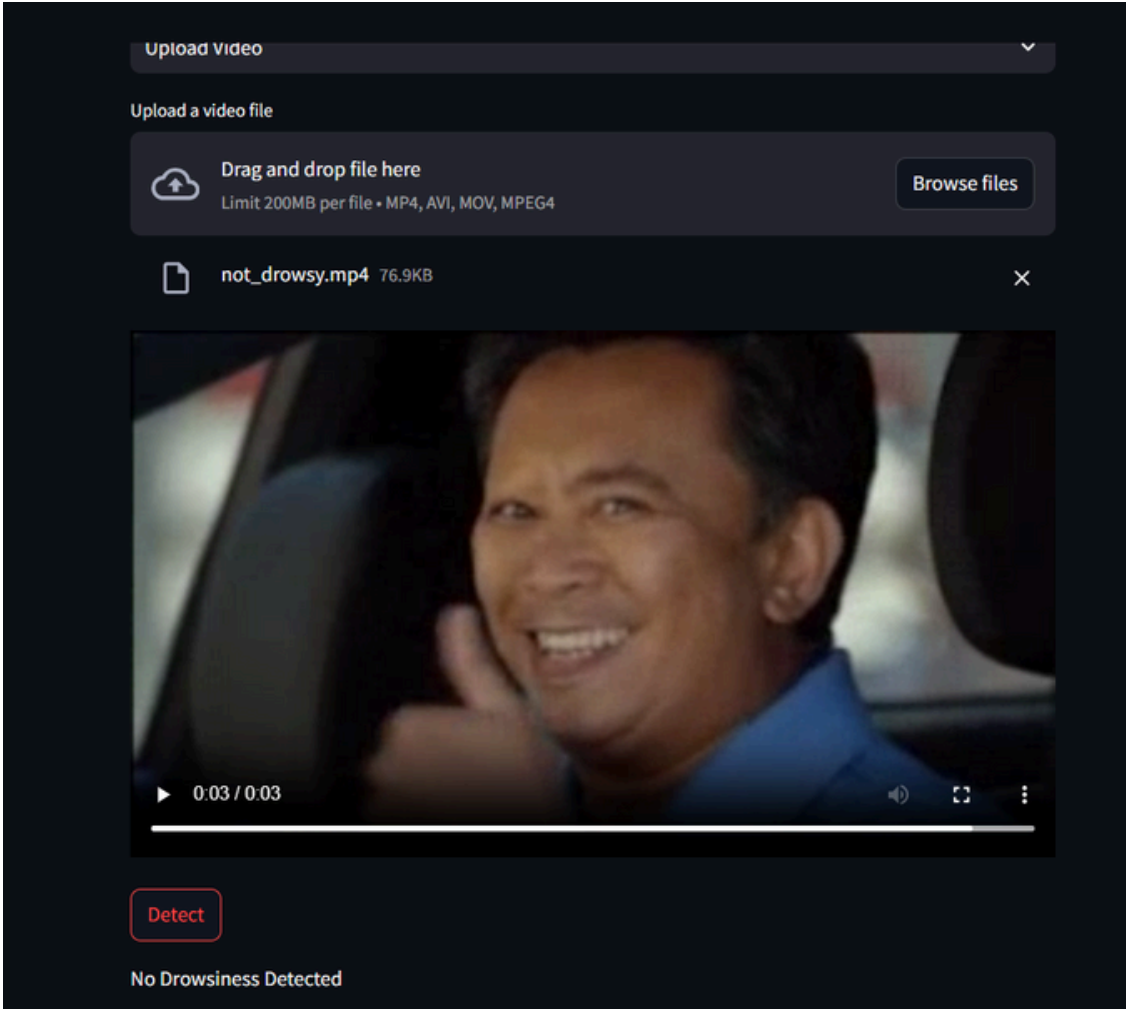 Upload Video
Upload a video file
Drag and drop file here
Limit 200MB per file • MP4, AVI, MOV, MPEG4
Browse files
not_drowsy.mp4 76.9KB
0:03 / 0:03
Detect
No Drowsiness Detected